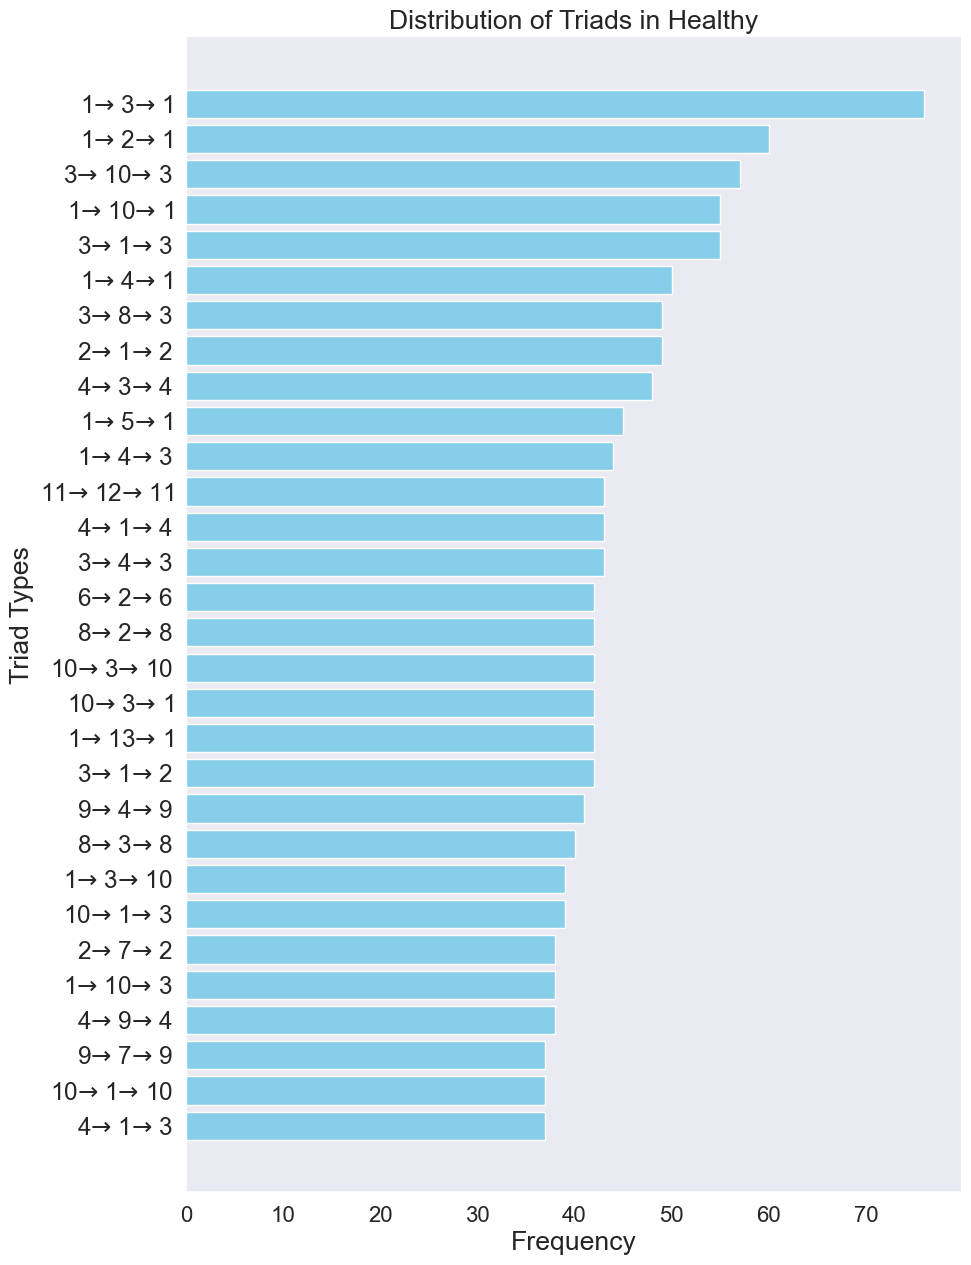 Distribution of Triads in Healthy
1→ 3→ 1
1→ 2→ 1
3→ 10→ 3
1→ 10→ 1
3→ 1→ 3
1→ 4→ 1
3→ 8→ 3
2→ 1→ 2
4→ 3→ 4
1→ 5→ 1
1→ 4→ 3
11→ 12→ 11
4→ 1→ 4
3→ 4→ 3
6→ 2→ 6
8→ 2→ 8
10→ 3→ 10
10→ 3→ 1
1→ 13→ 1
3→ 1→ 2
9→ 4→ 9
8→ 3→ 8
1→ 3→ 10
10→ 1→ 3
2→ 7→ 2
1→ 10→ 3
4→ 9→ 4
9→ 7→ 9
10→ 1→ 10
4→ 1→ 3
Triad Types
0 10 20 30 40 50 60 70
Frequency